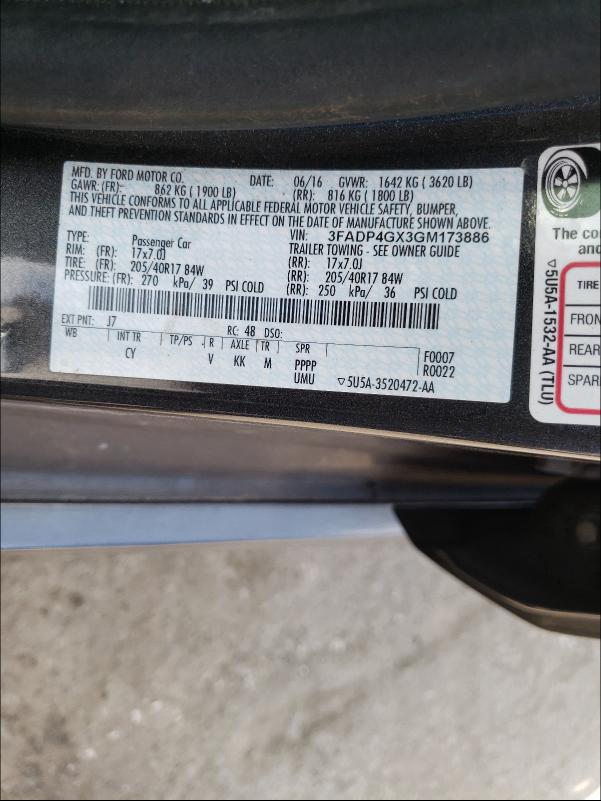 MFD. BY FORD MOTOR CO.
DATE: 06/16 GVWR: 1642 KG ( 3620 LB)
GAWR: (FR): 862 KG ( 1900 LB) (RR): 816 KG ( 1800 LB)
THIS VEHICLE CONFORMS TO ALL APPLICABLE FEDERAL MOTOR VEHICLE SAFETY, BUMPER,
AND THEFT PREVENTION STANDARDS IN EFFECT ON THE DATE OF MANUFACTURE SHOWN ABOVE.
VIN: 3FADP4GX3GM173886
TYPE: Passenger Car TRAILER TOWING - SEE OWNER GUIDE
RIM: (FR): 17x7.0J (RR): 17x7.0J
TIRE: (FR): 205/40R17 84W (RR): 205/40R17 84W
PRESSURE: (FR): 270 kPa/ 39 PSI COLD (RR): 250 kPa/ 36 PSI COLD
EXT PNT: J7 RC: 48 DSO:
WB INT TR TP/PS R AXLE TR SPR F0007
CY V KK M PPPP R0022
UMU ▽5U5A-3520472-AA
The co
an
TIRE
FRON
REAR
SPAR
▽5U5A-1532-AA (TLU)